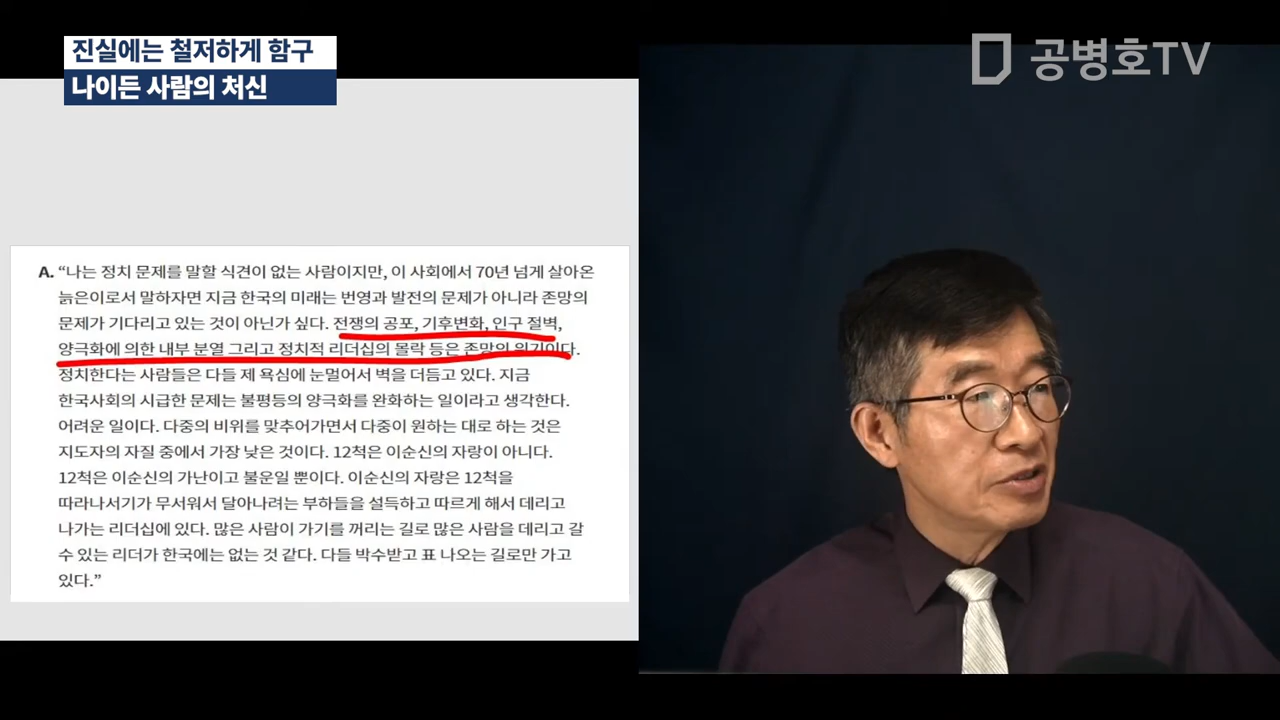 진실에는 철저하게 함구
나이든 사람의 처신
공병호TV
A. “나는 정치 문제를 말할 식견이 없는 사람이지만, 이 사회에서 70년 넘게 살아온
늙은이로서 말하자면 지금 한국의 미래는 번영과 발전의 문제가 아니라 존망의
문제가 기다리고 있는 것이 아닌가 싶다. 전쟁의 공포, 기후변화, 인구 절벽,
양극화에 의한 내부 분열 그리고 정치적 리더십의 몰락 등은 존망의 위기이다.
정치한다는 사람들은 다들 제 욕심에 눈멀어서 벽을 더듬고 있다. 지금
한국사회의 시급한 문제는 불평등의 양극화를 완화하는 일이라고 생각한다.
어려운 일이다. 다중의 비위를 맞추어가면서 다중이 원하는 대로 하는 것은
지도자의 자질 중에서 가장 낮은 것이다. 12척은 이순신의 자랑이 아니다.
12척은 이순신의 가난이고 불운일 뿐이다. 이순신의 자랑은 12척을
따라나서기가 무서워서 달아나려는 부하들을 설득하고 따르게 해서 데리고
나가는 리더십에 있다. 많은 사람이 가기를 꺼리는 길로 많은 사람을 데리고 갈
수 있는 리더가 한국에는 없는 것 같다. 다들 박수받고 표 나오는 길로만 가고
있다.”